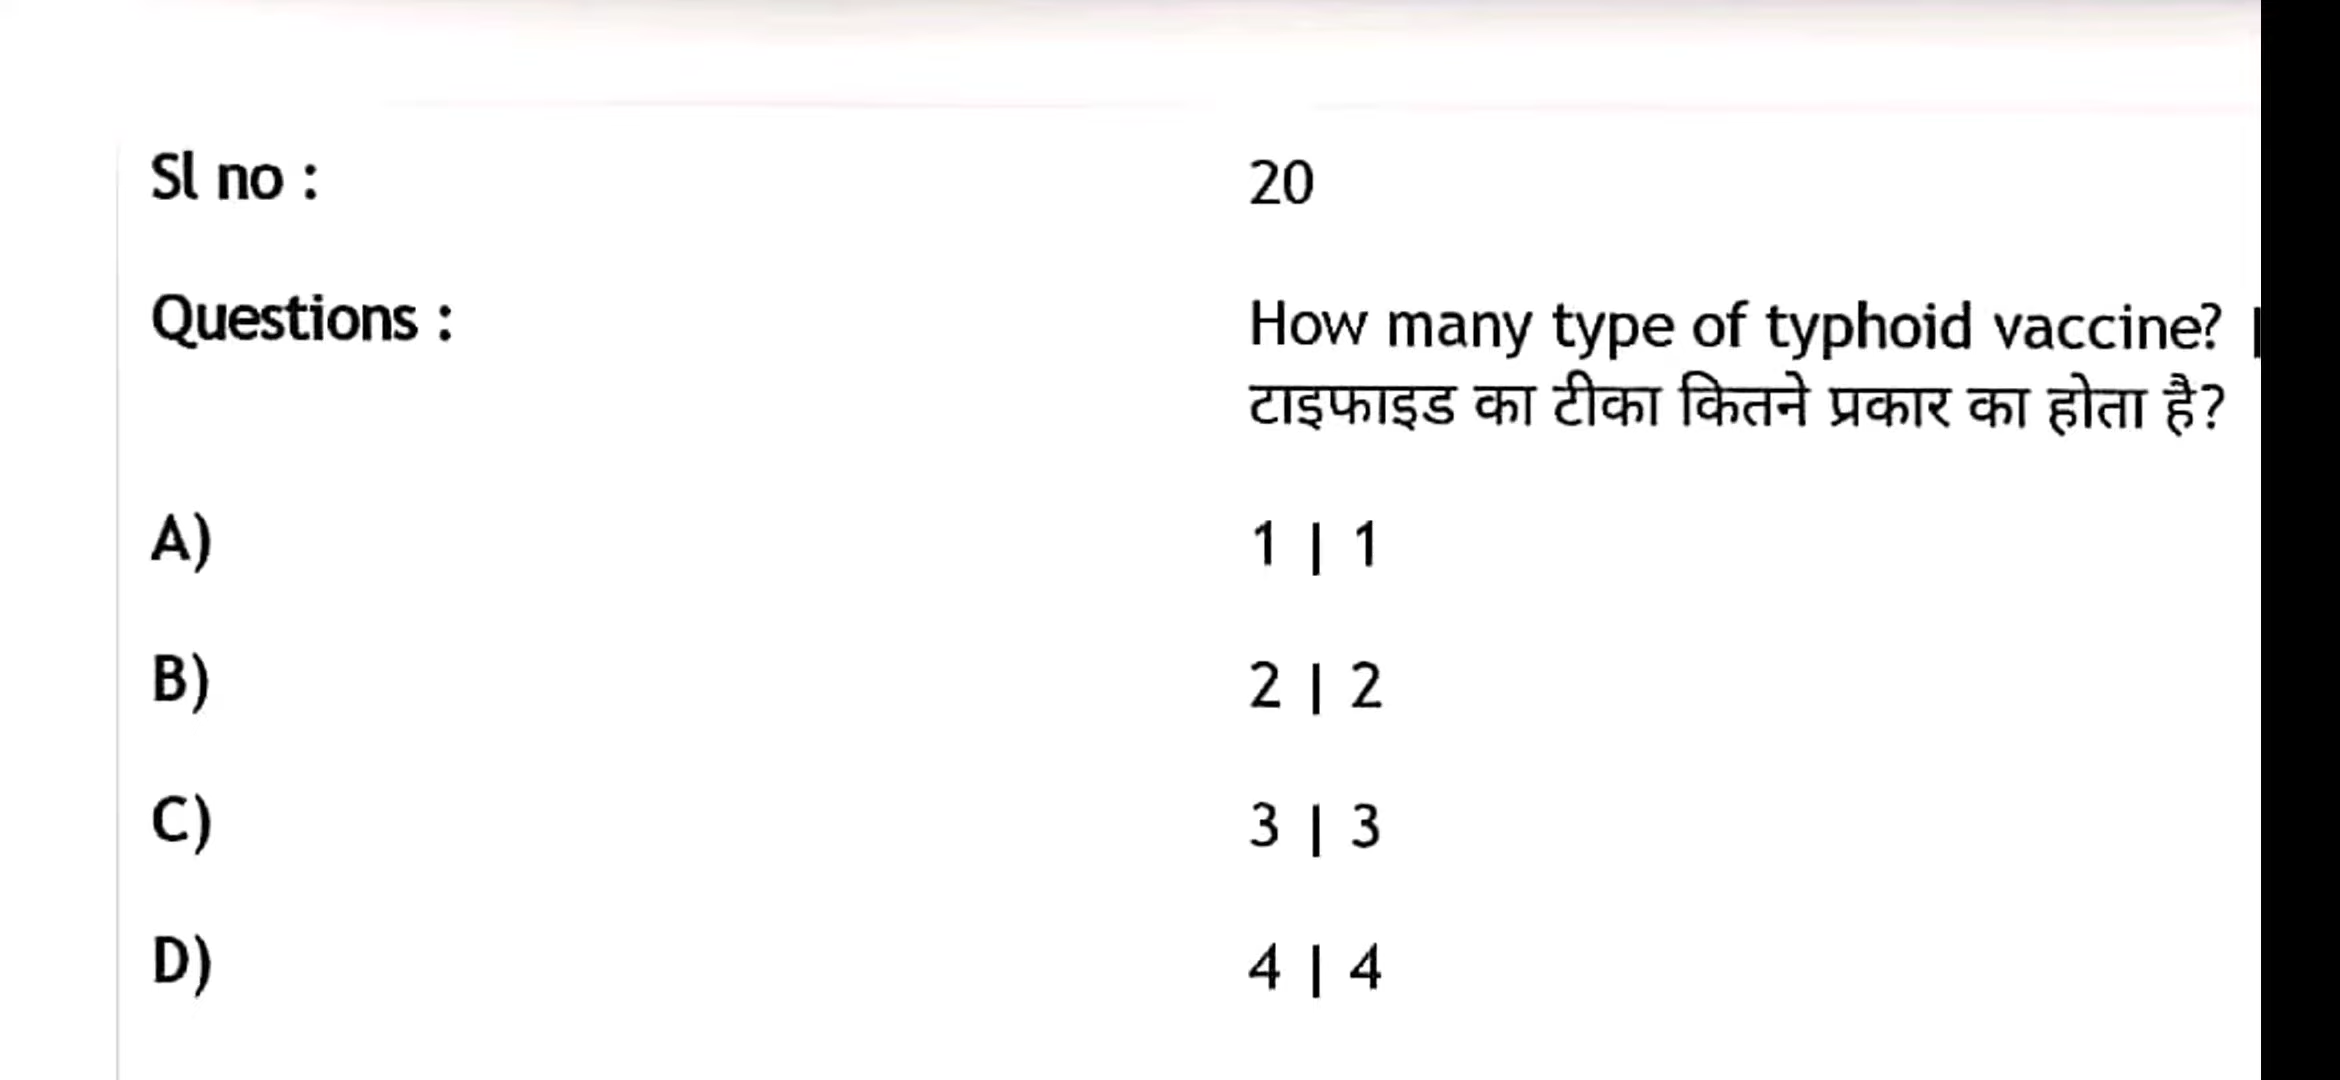 Sl no : 20
Questions : How many type of typhoid vaccine? |
टाइफाइड का टीका कितने प्रकार का होता है?
A) 1 | 1
B) 2 | 2
C) 3 | 3
D) 4 | 4